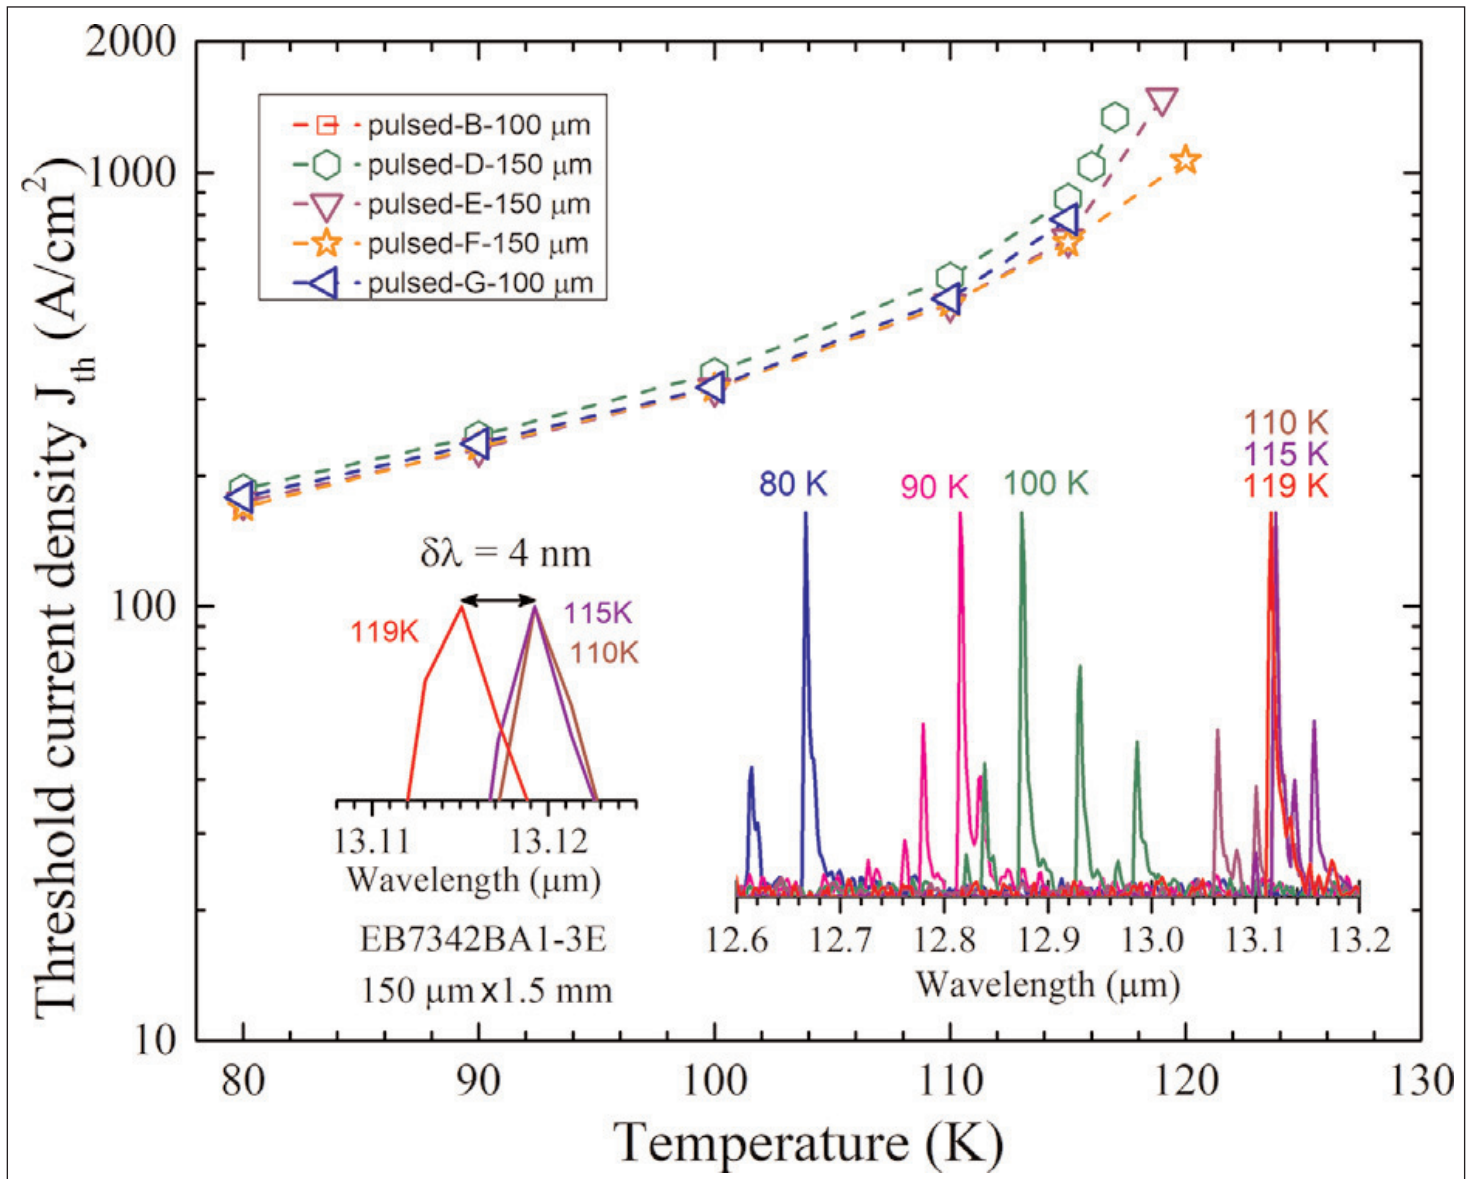 2000
1000
100
10
Threshold current density J_th (A/cm²)
pulsed-B-100 μm
pulsed-D-150 μm
pulsed-E-150 μm
pulsed-F-150 μm
pulsed-G-100 μm
δλ = 4 nm
119K
115K
110K
13.11 13.12
Wavelength (μm)
EB7342BA1-3E
150 μm x 1.5 mm
80 K
90 K
100 K
110 K
115 K
119 K
12.6 12.7 12.8 12.9 13.0 13.1 13.2
Wavelength (μm)
80 90 100 110 120 130
Temperature (K)